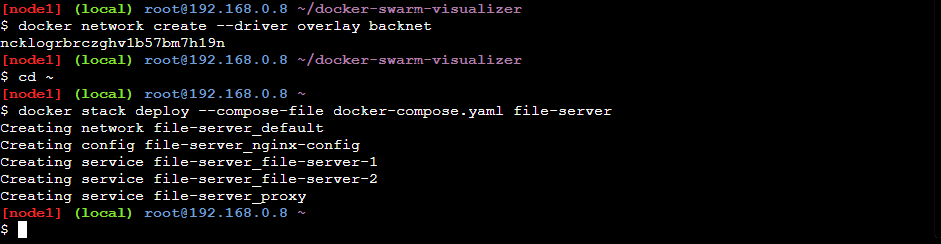 [node1] (local) root@192.168.0.8 ~/docker-swarm-visualizer
$ docker network create --driver overlay backnet
ncklogrbrczghv1b57bm7h19n
[node1] (local) root@192.168.0.8 ~/docker-swarm-visualizer
$ cd ~
[node1] (local) root@192.168.0.8 ~
$ docker stack deploy --compose-file docker-compose.yaml file-server
Creating network file-server_default
Creating config file-server_nginx-config
Creating service file-server_file-server-1
Creating service file-server_file-server-2
Creating service file-server_proxy
[node1] (local) root@192.168.0.8 ~
$